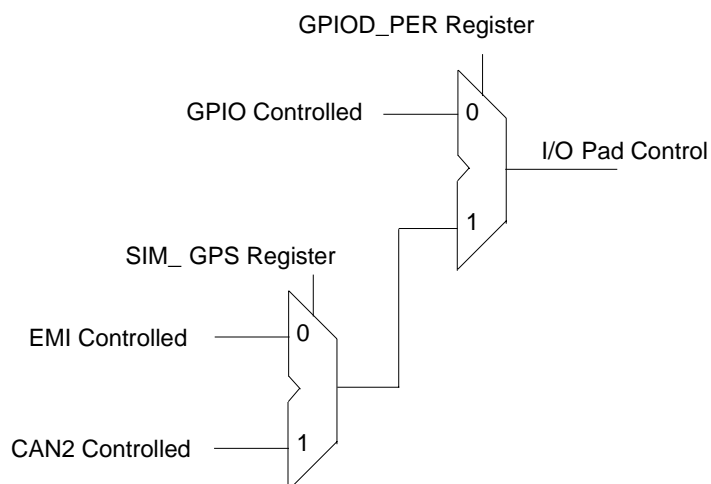 GPIOD_PER Register
GPIO Controlled
0
I/O Pad Control
1
SIM_ GPS Register
EMI Controlled
0
CAN2 Controlled
1